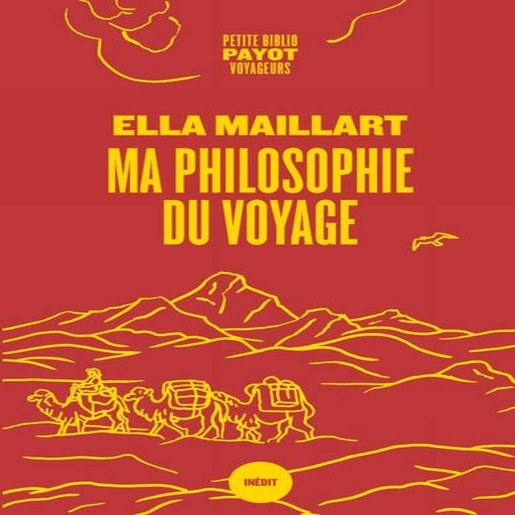 PETITE BIBLIO
PAYOT
VOYAGEURS
ELLA MAILLART
MA PHILOSOPHIE
DU VOYAGE
INÉDIT